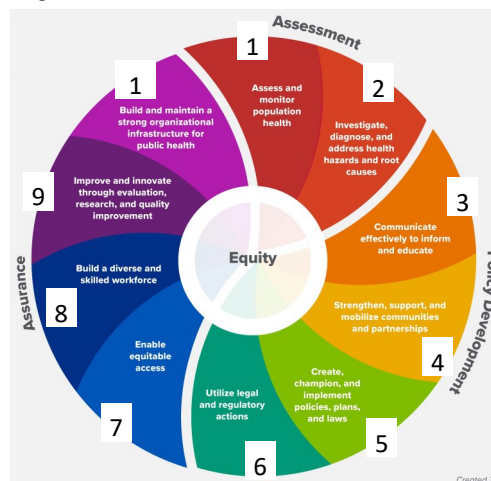 Assessment
1
Assess and
monitor
population
health
2
Investigate,
diagnose, and
address health
hazards and root
causes
3
Communicate
effectively to inform
and educate
Policy Development
Strengthen, support, and
mobilize communities
and partnerships
4
Create,
champion, and
implement
policies, plans,
and laws
5
Utilize legal
and regulatory
actions
6
Enable
equitable
access
7
Assurance
Build a diverse and
skilled workforce
8
9
Improve and innovate
through evaluation,
research, and quality
improvement
1
Build and maintain a
strong organizational
infrastructure for
public health
Equity
Created